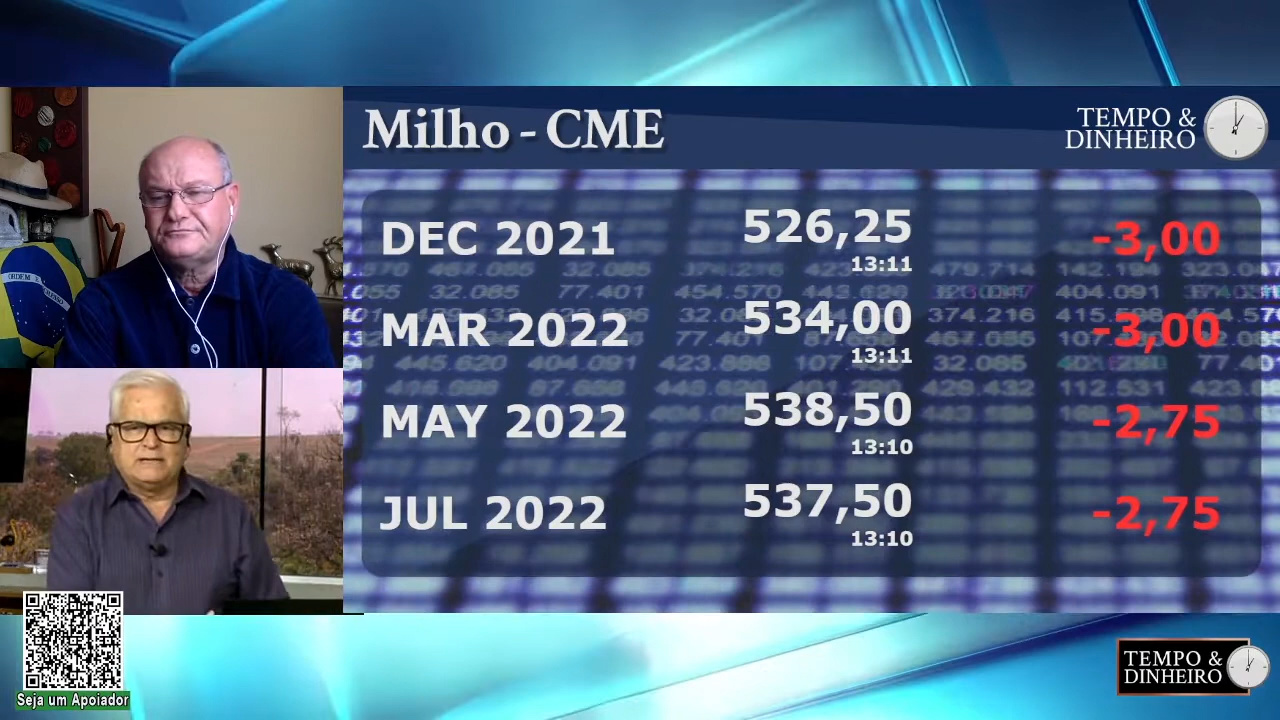 Milho - CME
TEMPO &
DINHEIRO
DEC 2021 526,25 -3,00
13:11
MAR 2022 534,00 -3,00
13:11
MAY 2022 538,50 -2,75
13:10
JUL 2022 537,50 -2,75
13:10
ORDEM E
Seja um Apoiador
TEMPO &
DINHEIRO